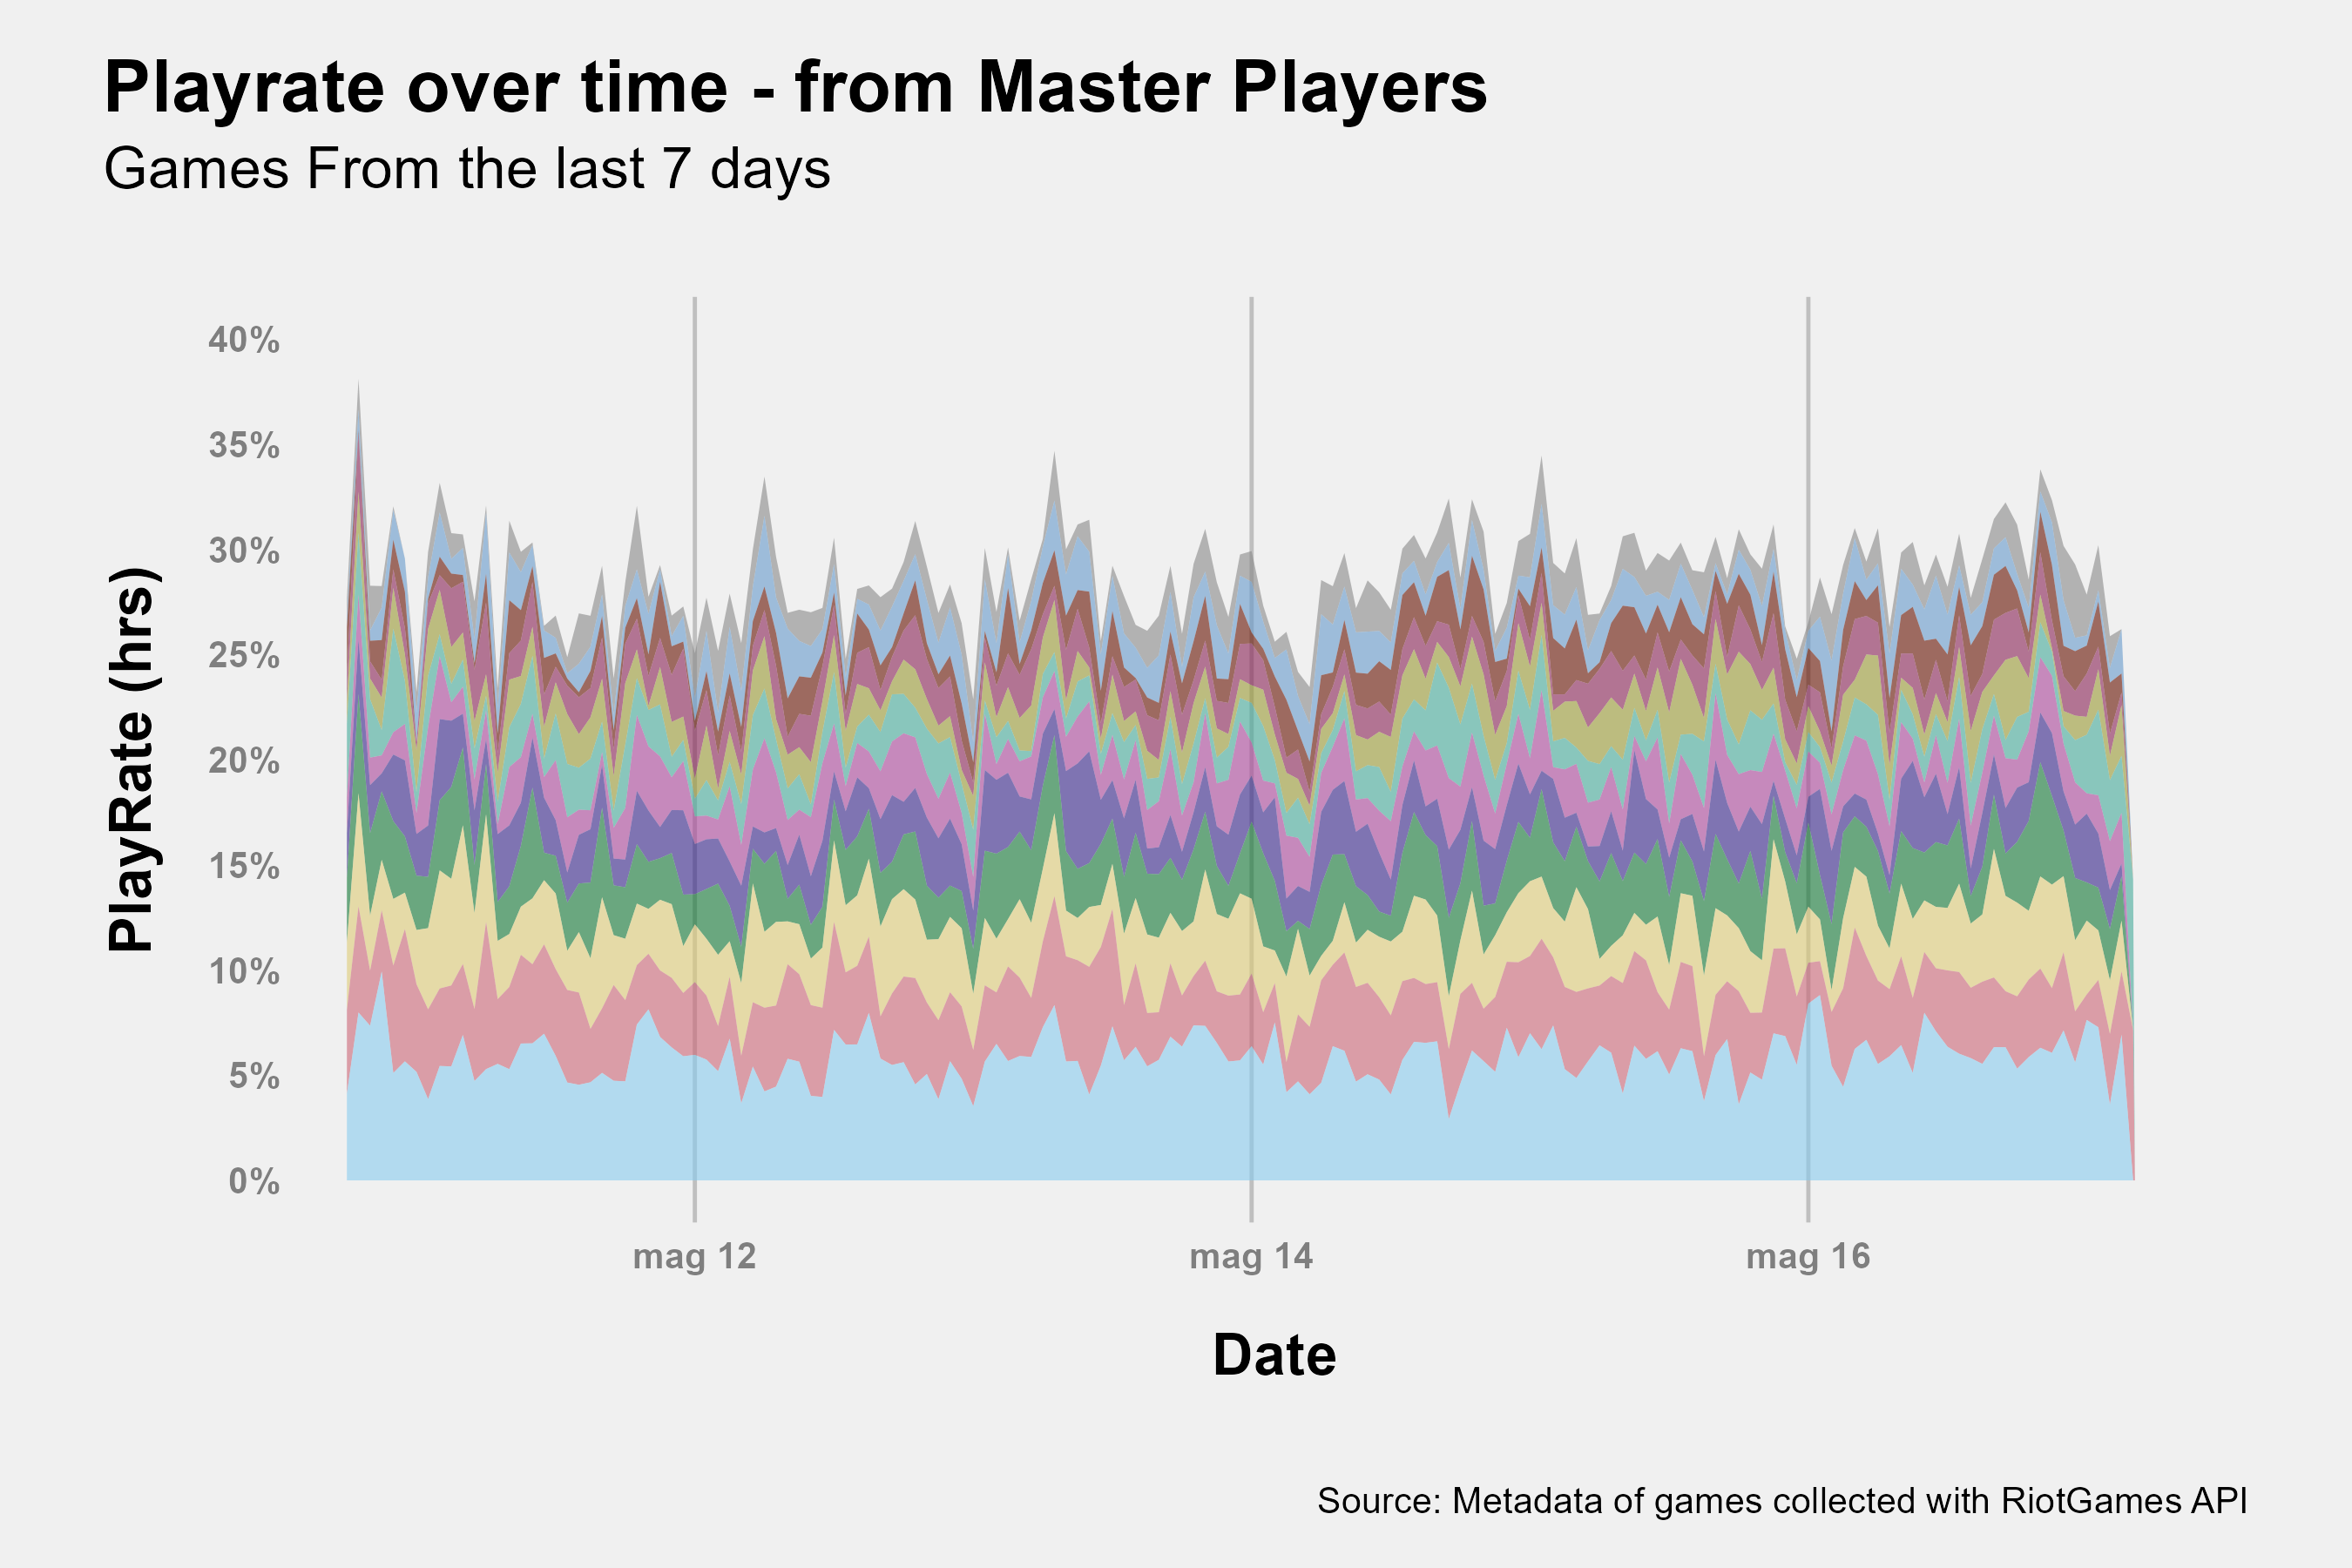 Playrate over time - from Master Players
Games From the last 7 days
PlayRate (hrs)
40%
35%
30%
25%
20%
15%
10%
5%
0%
mag 12
mag 14
mag 16
Date
Source: Metadata of games collected with RiotGames API